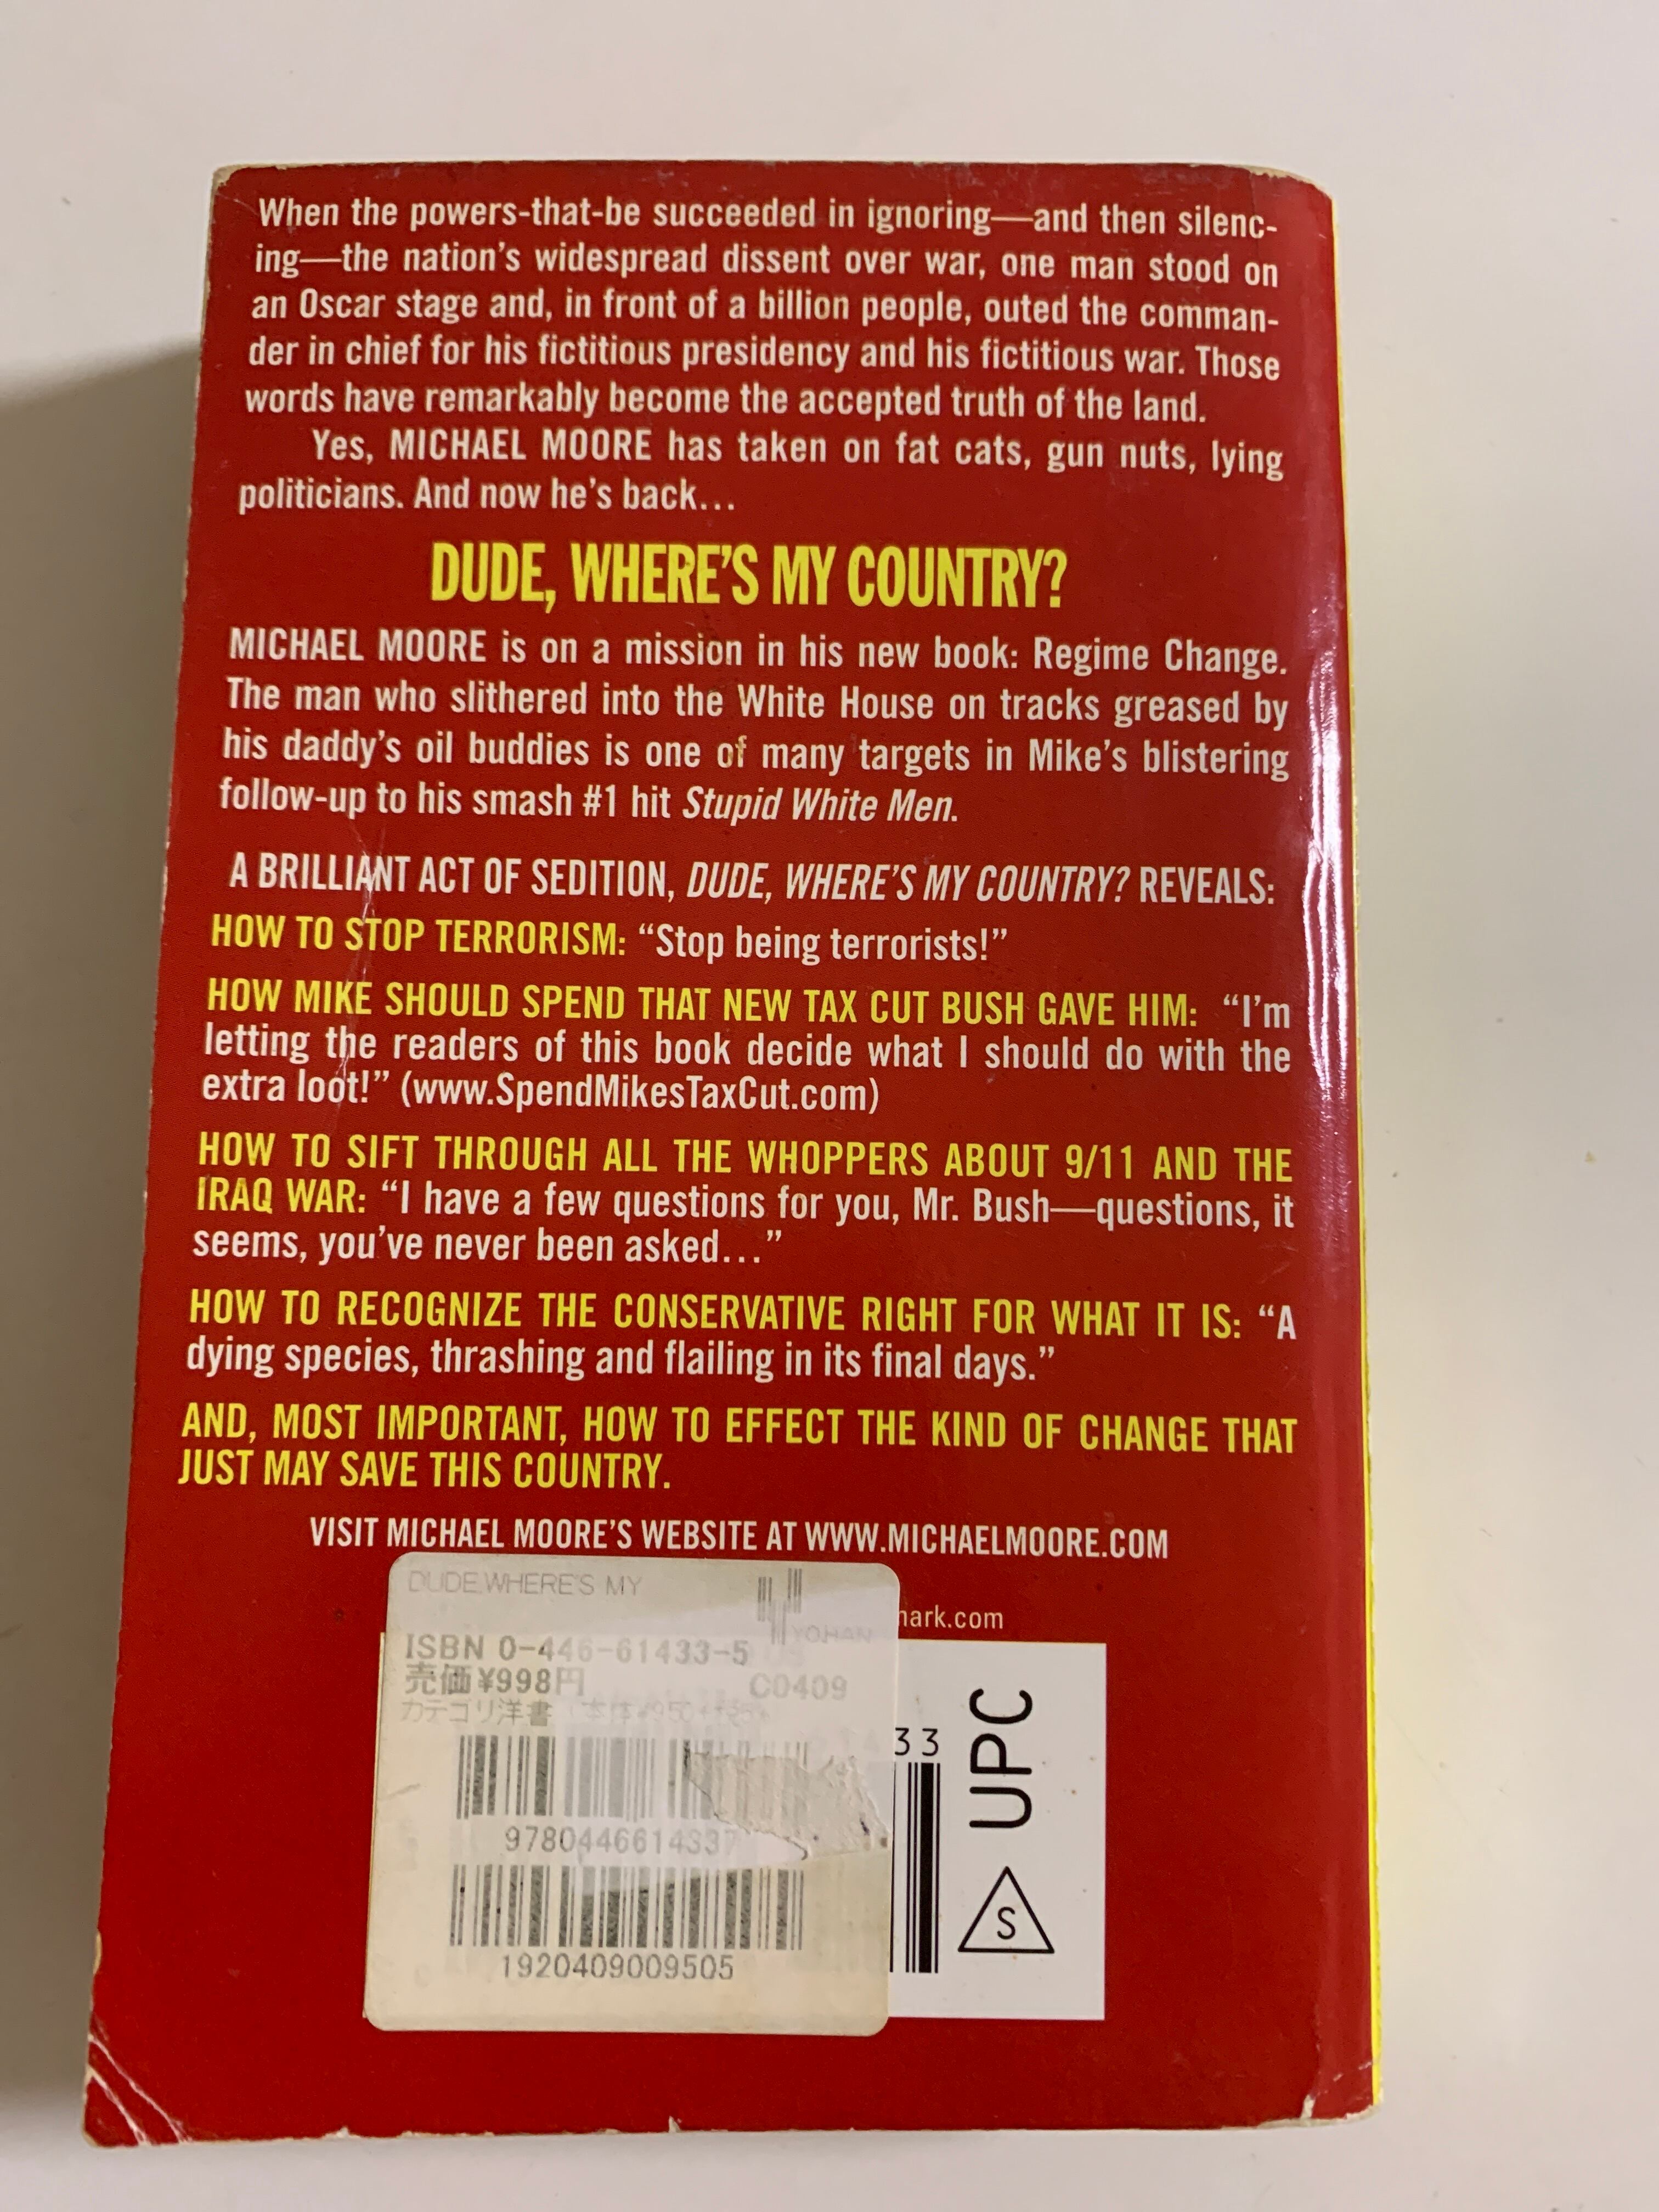 When the powers-that-be succeeded in ignoring—and then silenc-
ing—the nation's widespread dissent over war, one man stood on
an Oscar stage and, in front of a billion people, outed the comman-
der in chief for his fictitious presidency and his fictitious war. Those
words have remarkably become the accepted truth of the land.
Yes, MICHAEL MOORE has taken on fat cats, gun nuts, lying
politicians. And now he's back...
DUDE, WHERE'S MY COUNTRY?
MICHAEL MOORE is on a mission in his new book: Regime Change.
The man who slithered into the White House on tracks greased by
his daddy's oil buddies is one of many targets in Mike's blistering
follow-up to his smash #1 hit Stupid White Men.
A BRILLIANT ACT OF SEDITION, DUDE, WHERE'S MY COUNTRY? REVEALS:
HOW TO STOP TERRORISM: “Stop being terrorists!”
HOW MIKE SHOULD SPEND THAT NEW TAX CUT BUSH GAVE HIM: “I'm
letting the readers of this book decide what I should do with the
extra loot!” (www.SpendMikesTaxCut.com)
HOW TO SIFT THROUGH ALL THE WHOPPERS ABOUT 9/11 AND THE
IRAQ WAR: “I have a few questions for you, Mr. Bush—questions, it
seems, you've never been asked...”
HOW TO RECOGNIZE THE CONSERVATIVE RIGHT FOR WHAT IT IS: “A
dying species, thrashing and flailing in its final days.”
AND, MOST IMPORTANT, HOW TO EFFECT THE KIND OF CHANGE THAT
JUST MAY SAVE THIS COUNTRY.
VISIT MICHAEL MOORE'S WEBSITE AT WWW.MICHAELMOORE.COM
DUDE,WHERE'S MY
YOHAN
ark.com
ISBN 0-446-61433-5
売価 ¥998円 C0409
カテゴリ洋書
33
UPC
S
9780446614337
1920409009505